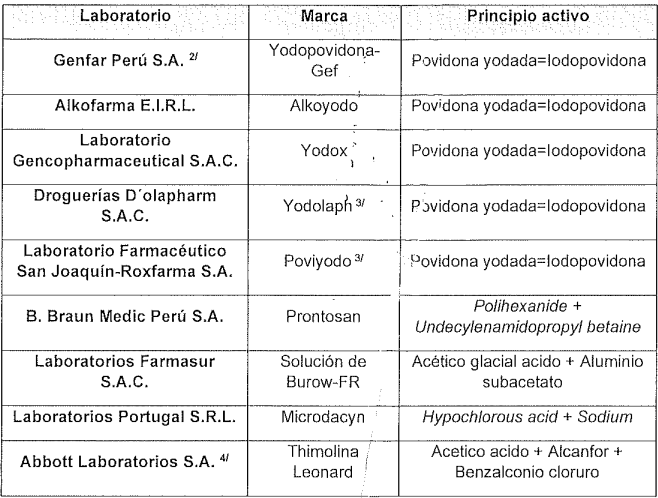 Laboratorio Marca Principio activo
Genfar Perú S.A. 2/ Yodopovidona-
Gef Povidona yodada=Iodopovidona
Alkofarma E.I.R.L. Alkoyodo Povidona yodada=Iodopovidona
Laboratorio
Gencopharmaceutical S.A.C. Yodox Povidona yodada=Iodopovidona
Droguerías D´olapharm
S.A.C. Yodolaph 3/ Povidona yodada=Iodopovidona
Laboratorio Farmacéutico
San Joaquín-Roxfarma S.A. Poviyodo 3/ Povidona yodada=Iodopovidona
B. Braun Medic Perú S.A. Prontosan Polihexanide +
Undecylenamidopropyl betaine
Laboratorios Farmasur
S.A.C. Solución de
Burow-FR Acético glacial acido + Aluminio
subacetato
Laboratorios Portugal S.R.L. Microdacyn Hypochlorous acid + Sodium
Abbott Laboratorios S.A. 4/ Thimolina
Leonard Acetico acido + Alcanfor +
Benzalconio cloruro